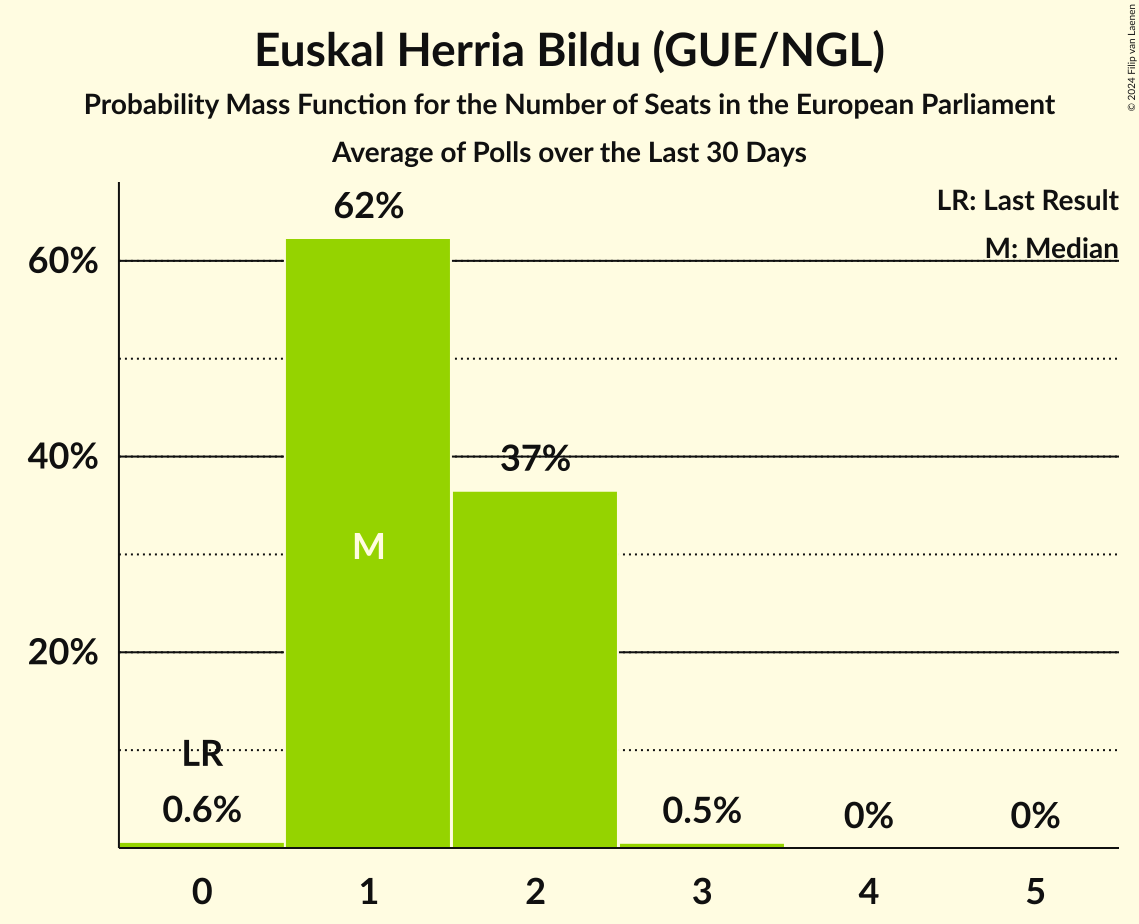 Euskal Herria Bildu (GUE/NGL)
Probability Mass Function for the Number of Seats in the European Parliament
Average of Polls over the Last 30 Days
© 2024 Filip van Laenen
LR: Last Result
M: Median
62%
60%
40%
37%
M
20%
LR
0.6%
0.5%
0%
0%
0 1 2 3 4 5